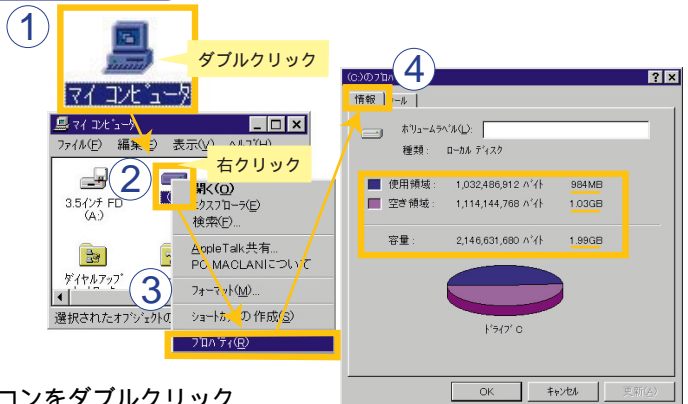 ①
ダブルクリック
マイ コンピュータ
マイ コンピュータ
ファイル(F) 編集(E) 表示(V) ヘルプ(H)
右クリック
②
3.5インチ FD
(A:)
ダイヤルアップ
選択されたオブジェクトの
開く(O)
エクスプローラ(E)
検索(F)...
AppleTalk共有...
PC MACLANについて
③
フォーマット(M)...
ショートカットの作成(S)
プロパティ(R)
④
(C:)のプロパ
情報
ツール
ボリュームラベル(L):
種類: ローカル ディスク
使用領域: 1,032,486,912 バイト 984MB
空き領域: 1,114,144,768 バイト 1.03GB
容量: 2,146,631,680 バイト 1.99GB
ドライブ C
OK キャンセル 更新(A)
コンをダブルクリック